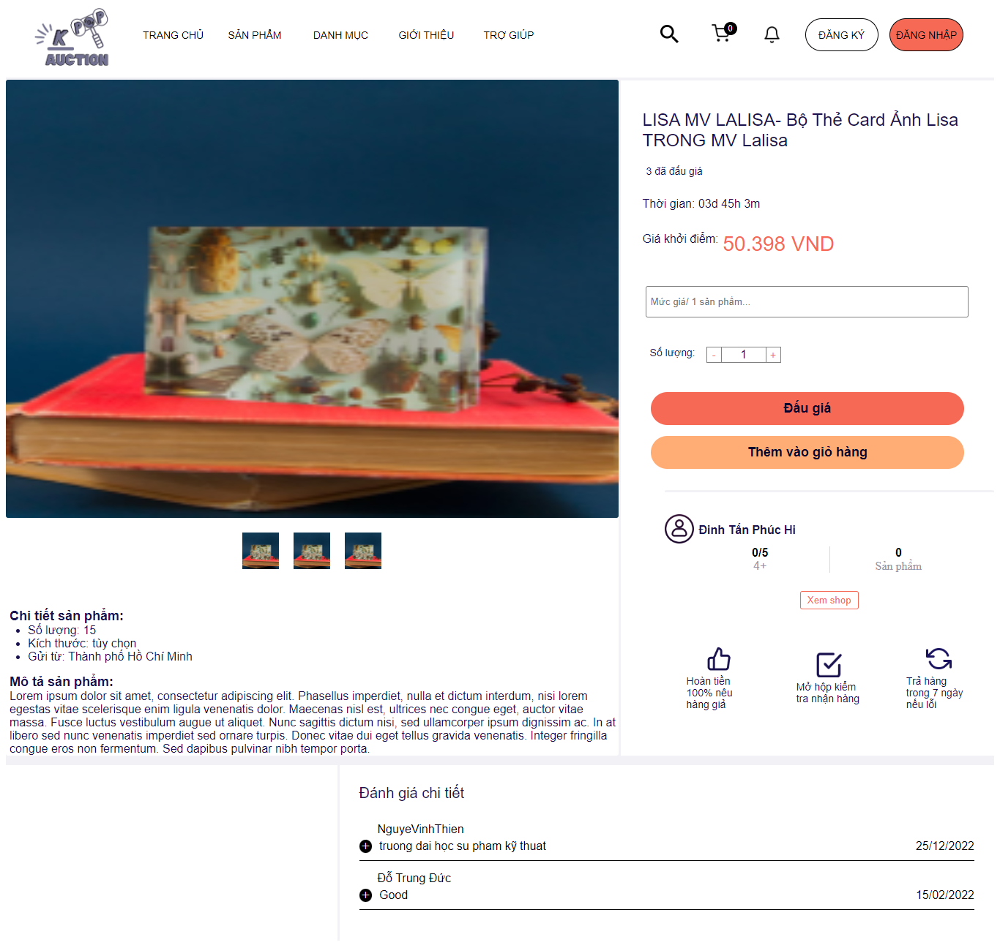 K POP
AUCTION
TRANG CHỦ
SẢN PHẨM
DANH MỤC
GIỚI THIỆU
TRỢ GIÚP
0
ĐĂNG KÝ
ĐĂNG NHẬP
LISA MV LALISA- Bộ Thẻ Card Ảnh Lisa
TRONG MV Lalisa
3 đã đấu giá
Thời gian: 03d 45h 3m
Giá khởi điểm: 50.398 VND
Mức giá/ 1 sản phẩm...
Số lượng: - 1 +
Đấu giá
Thêm vào giỏ hàng
Đinh Tấn Phúc Hi
0/5
4+
0
Sản phẩm
Xem shop
Hoàn tiền
100% nêu
hàng giả
Mở hộp kiểm
tra nhận hàng
Trả hàng
trong 7 ngày
nếu lỗi
Chi tiết sản phẩm:
Số lượng: 15
Kích thước: tùy chọn
Gửi từ: Thành phố Hồ Chí Minh
Mô tả sản phẩm:
Lorem ipsum dolor sit amet, consectetur adipiscing elit. Phasellus imperdiet, nulla et dictum interdum, nisi lorem
egestas vitae scelerisque enim ligula venenatis dolor. Maecenas nisl est, ultrices nec congue eget, auctor vitae
massa. Fusce luctus vestibulum augue ut aliquet. Nunc sagittis dictum nisi, sed ullamcorper ipsum dignissim ac. In at
libero sed nunc venenatis imperdiet sed ornare turpis. Donec vitae dui eget tellus gravida venenatis. Integer fringilla
congue eros non fermentum. Sed dapibus pulvinar nibh tempor porta.
Đánh giá chi tiết
NguyeVinhThien
truong dai học su pham kỹ thuat 25/12/2022
Đỗ Trung Đức
Good 15/02/2022